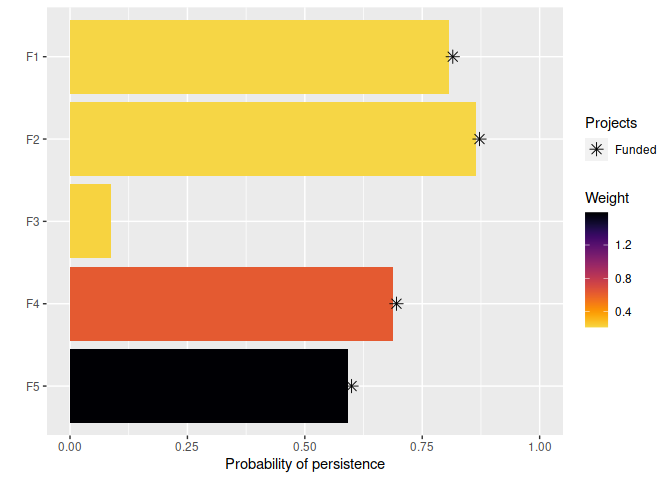 F1
F2
F3
F4
F5
0.00 0.25 0.50 0.75 1.00
Probability of persistence
Projects
Funded
Weight
1.2
0.8
0.4